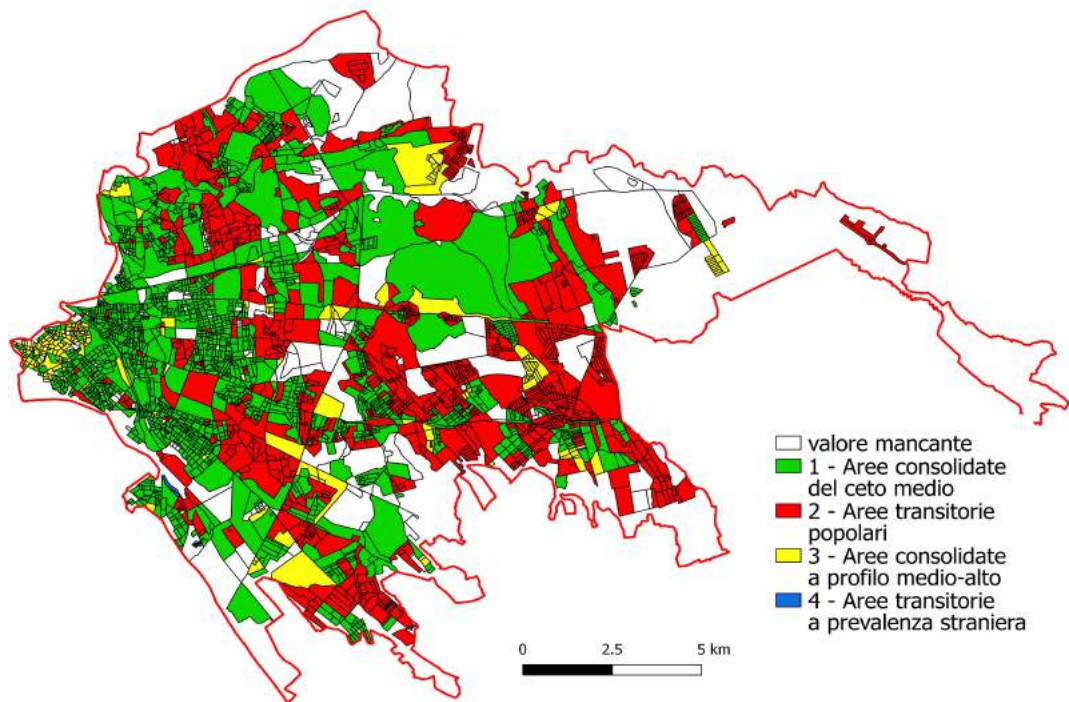 valore mancante
1 - Aree consolidate
del ceto medio
2 - Aree transitorie
popolari
3 - Aree consolidate
a profilo medio-alto
4 - Aree transitorie
a prevalenza straniera
0 2.5 5 km